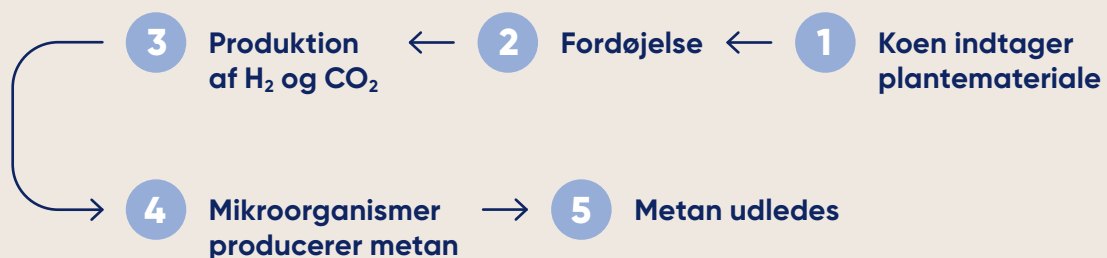 1 Koen indtager
plantemateriale
2 Fordøjelse
3 Produktion
af H₂ og CO₂
4 Mikroorganismer
producerer metan
5 Metan udledes